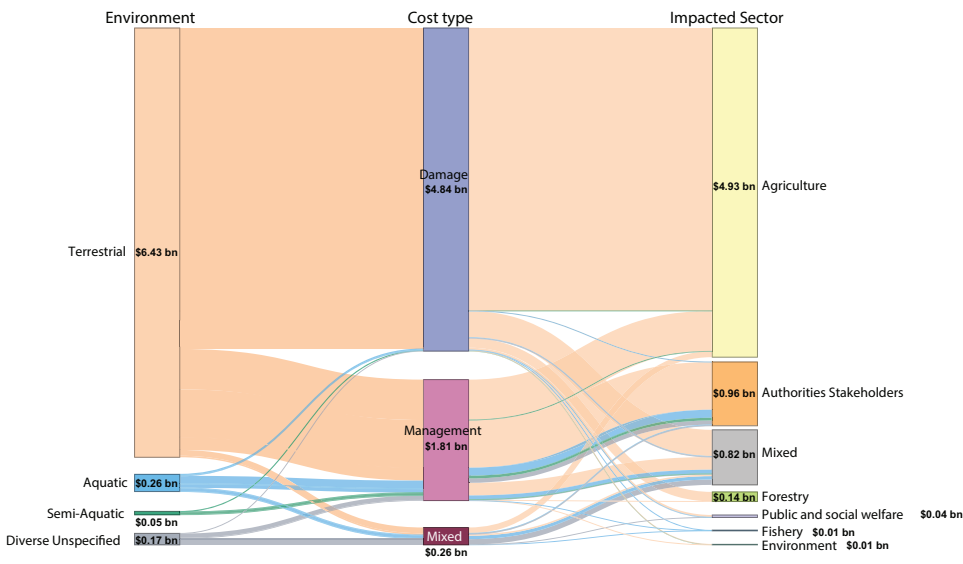 Environment
Cost type
Impacted Sector
Damage
$4.84 bn
$4.93 bn
Agriculture
Terrestrial
$6.43 bn
$0.96 bn
Authorities Stakeholders
Management
$1.81 bn
$0.82 bn
Mixed
Aquatic
$0.26 bn
$0.14 bn
Forestry
Semi-Aquatic
$0.05 bn
Public and social welfare
$0.04 bn
Diverse Unspecified
$0.17 bn
Mixed
$0.26 bn
Fishery
$0.01 bn
Environment
$0.01 bn